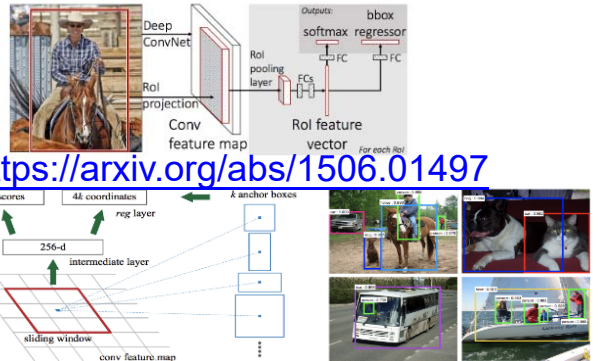 Outputs:
bbox
softmax regressor
Deep
ConvNet
FC
FC
RoI
pooling
layer
FCs
RoI
projection
Conv
feature map
RoI feature
vector
For each RoI
tps://arxiv.org/abs/1506.01497
cores
4k coordinates
k anchor boxes
reg layer
256-d
intermediate layer
sliding window
conv feature map